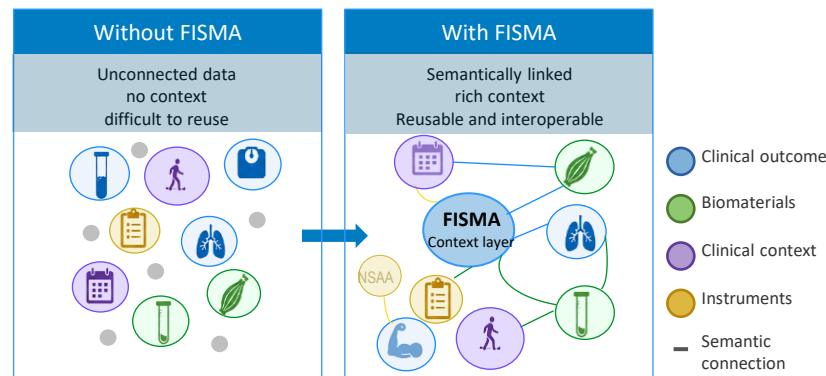 Without FISMA
Unconnected data
no context
difficult to reuse
With FISMA
Semantically linked
rich context
Reusable and interoperable
FISMA
Context layer
NSAA
Clinical outcome
Biomaterials
Clinical context
Instruments
Semantic
connection